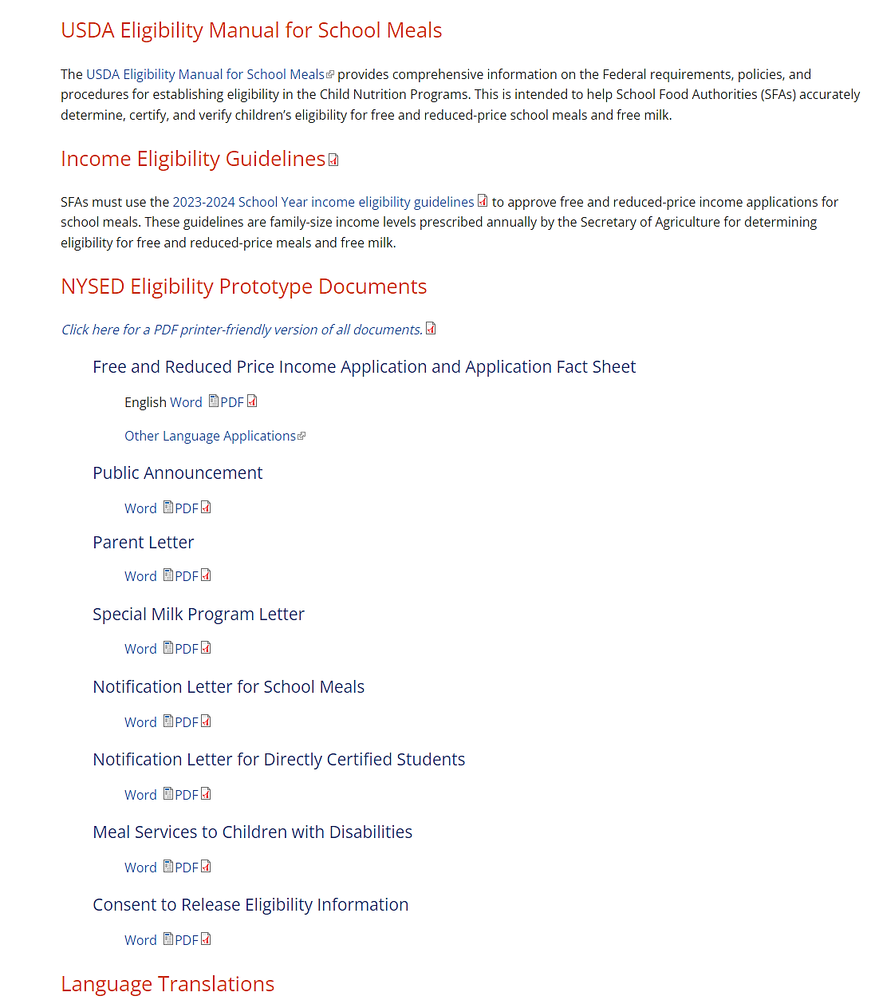 USDA Eligibility Manual for School Meals
The USDA Eligibility Manual for School Meals provides comprehensive information on the Federal requirements, policies, and
procedures for establishing eligibility in the Child Nutrition Programs. This is intended to help School Food Authorities (SFAs) accurately
determine, certify, and verify children’s eligibility for free and reduced-price school meals and free milk.
Income Eligibility Guidelines
SFAs must use the 2023-2024 School Year income eligibility guidelines to approve free and reduced-price income applications for
school meals. These guidelines are family-size income levels prescribed annually by the Secretary of Agriculture for determining
eligibility for free and reduced-price meals and free milk.
NYSED Eligibility Prototype Documents
Click here for a PDF printer-friendly version of all documents.
Free and Reduced Price Income Application and Application Fact Sheet
English Word PDF
Other Language Applications
Public Announcement
Word PDF
Parent Letter
Word PDF
Special Milk Program Letter
Word PDF
Notification Letter for School Meals
Word PDF
Notification Letter for Directly Certified Students
Word PDF
Meal Services to Children with Disabilities
Word PDF
Consent to Release Eligibility Information
Word PDF
Language Translations